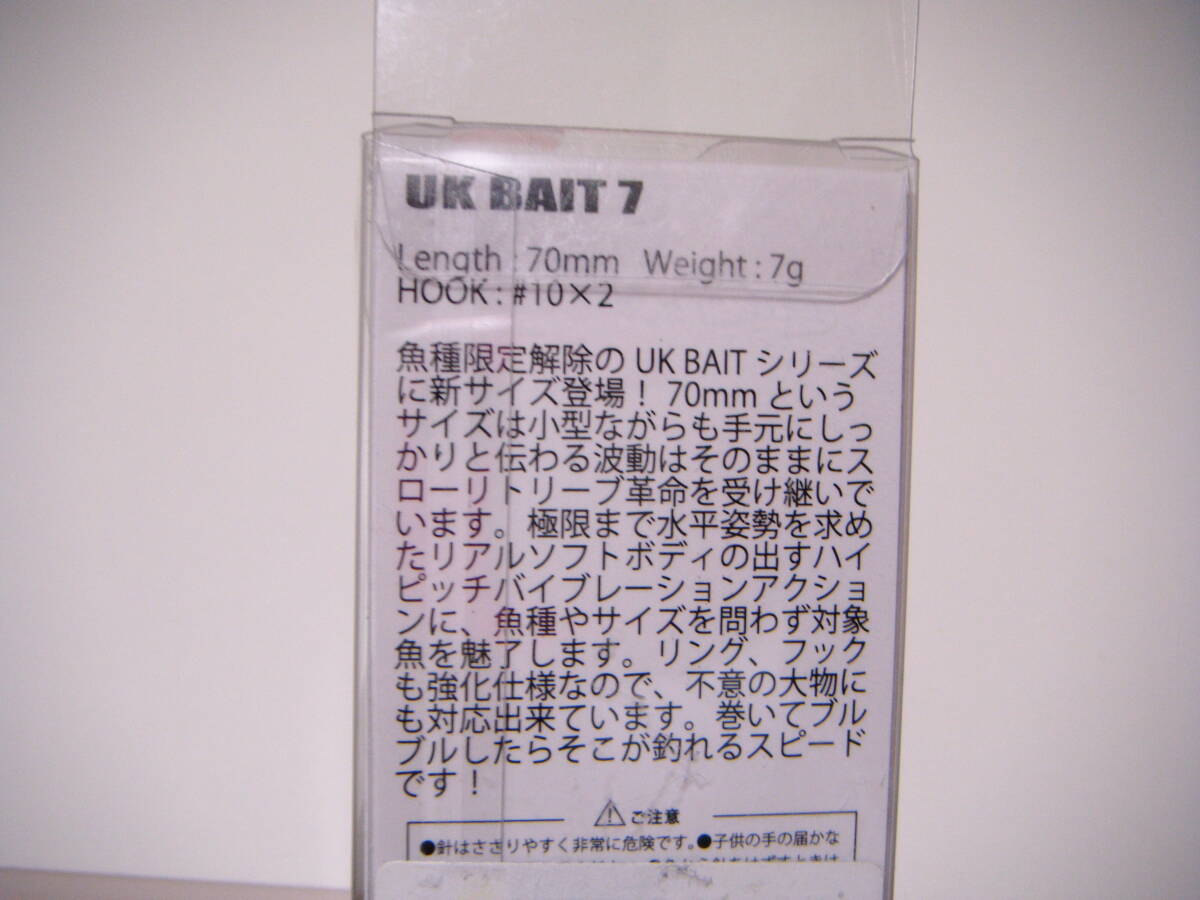 UK BAIT 7
Length : 70mm Weight : 7g
HOOK : #10×2
魚種限定解除の UK BAIT シリーズ
に新サイズ登場！ 70mm という
サイズは小型ながらも手元にしっ
かりと伝わる波動はそのままにス
ローリトリーブ革命を受け継いで
います。極限まで水平姿勢を求め
たリアルソフトボディの出すハイ
ピッチバイブレーションアクショ
ンに、魚種やサイズを問わず対象
魚を魅了します。リング、フック
も強化仕様なので、不意の大物に
も対応出来ています。巻いてブル
ブルしたらそこが釣れるスピード
です！
ご注意
●針はささりやすく非常に危険です。●子供の手の届かな